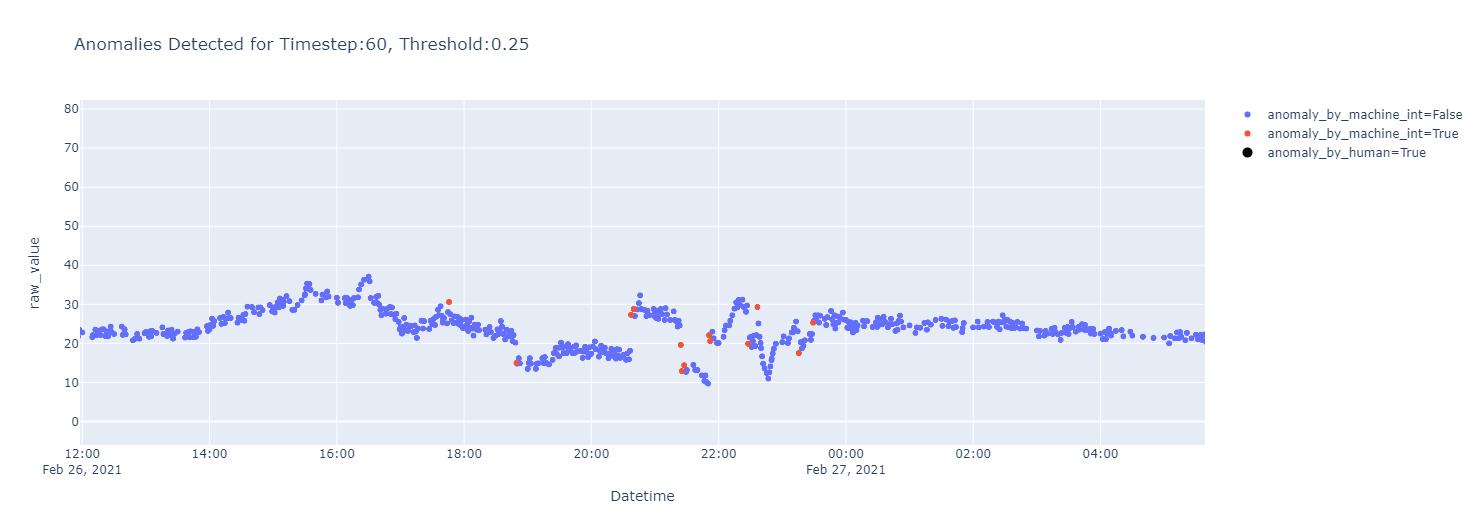 Anomalies Detected for Timestep:60, Threshold:0.25
80
70
60
50
40
30
20
10
0
raw_value
12:00
Feb 26, 2021
14:00
16:00
18:00
20:00
22:00
00:00
Feb 27, 2021
02:00
04:00
Datetime
anomaly_by_machine_int=False
anomaly_by_machine_int=True
anomaly_by_human=True